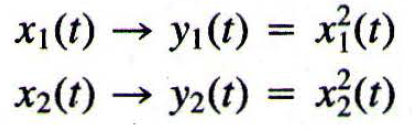 x₁(t) → y₁(t) = x₁²(t)
x₂(t) → y₂(t) = x₂²(t)